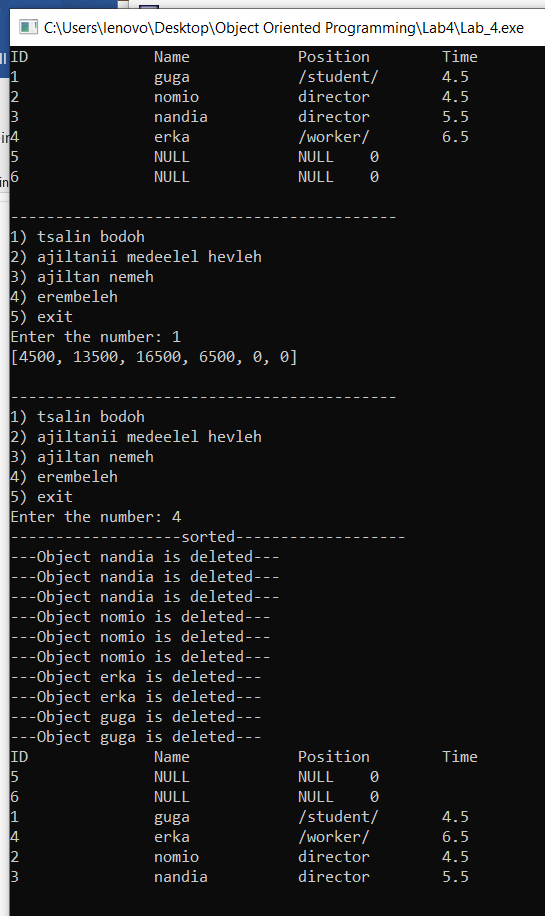 C:\Users\lenovo\Desktop\Object Oriented Programming\Lab4\Lab_4.exe
ID Name Position Time
1 guga /student/ 4.5
2 nomio director 4.5
3 nandia director 5.5
4 erka /worker/ 6.5
5 NULL NULL 0
6 NULL NULL 0
-------------------------------------------
1) tsalin bodoh
2) ajiltanii medeelel hevleh
3) ajiltan nemeh
4) erembeleh
5) exit
Enter the number: 1
[4500, 13500, 16500, 6500, 0, 0]
-------------------------------------------
1) tsalin bodoh
2) ajiltanii medeelel hevleh
3) ajiltan nemeh
4) erembeleh
5) exit
Enter the number: 4
-------------------sorted-------------------
---Object nandia is deleted---
---Object nandia is deleted---
---Object nandia is deleted---
---Object nomio is deleted---
---Object nomio is deleted---
---Object nomio is deleted---
---Object erka is deleted---
---Object erka is deleted---
---Object guga is deleted---
---Object guga is deleted---
ID Name Position Time
5 NULL NULL 0
6 NULL NULL 0
1 guga /student/ 4.5
4 erka /worker/ 6.5
2 nomio director 4.5
3 nandia director 5.5